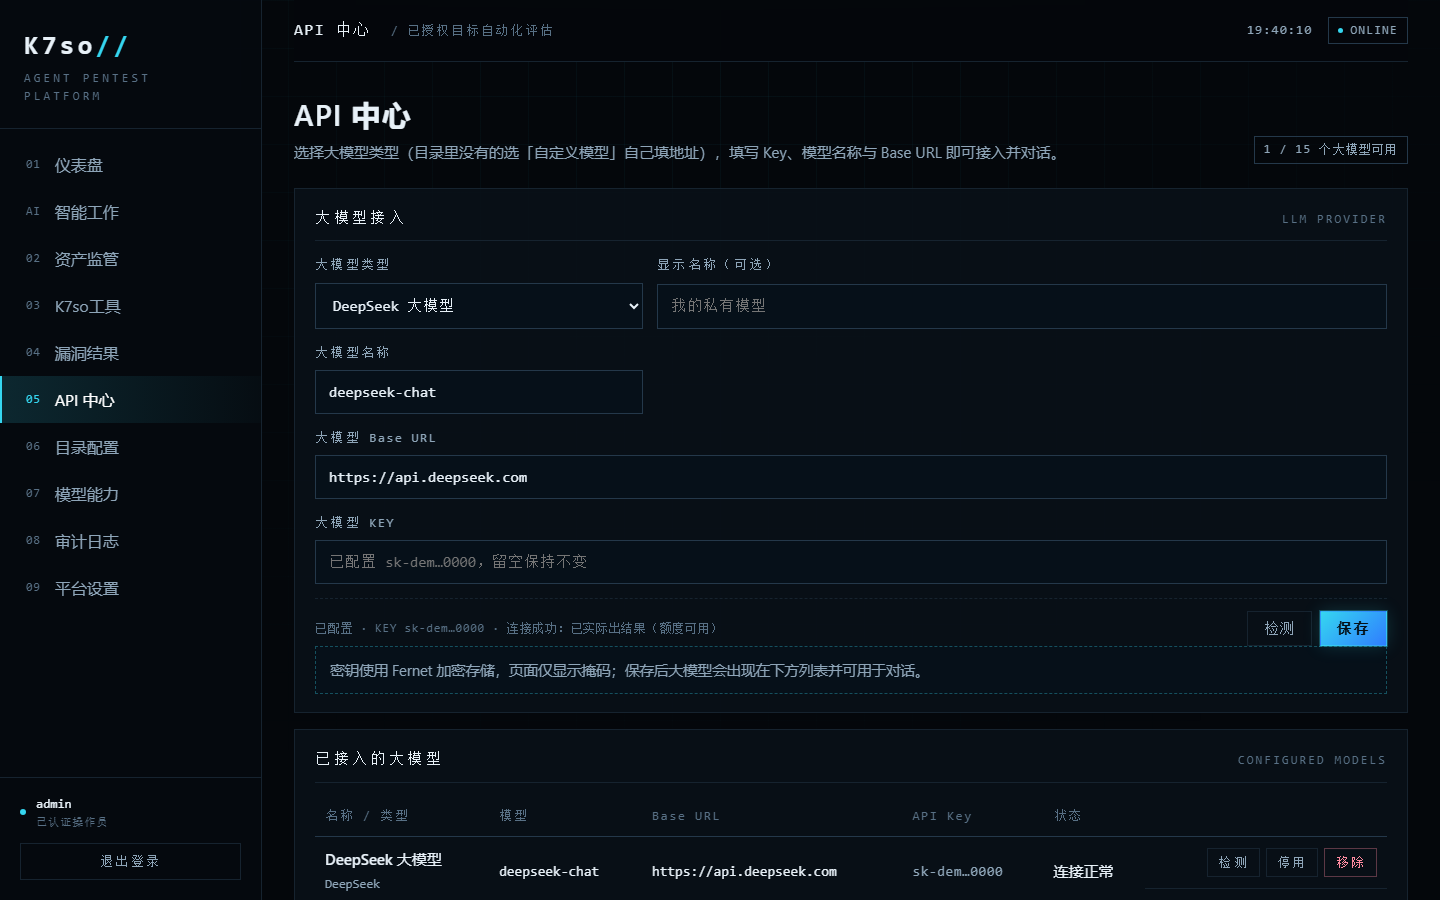 K7so//
AGENT PENTEST
PLATFORM
01 仪表盘
AI 智能工作
02 资产监管
03 K7so工具
04 漏洞结果
05 API 中心
06 目录配置
07 模型能力
08 审计日志
09 平台设置
admin
已认证操作员
退出登录
API 中心 / 已授权目标自动化评估
19:40:10 ONLINE
API 中心
选择大模型类型（目录里没有的选「自定义模型」自己填地址），填写 Key、模型名称与 Base URL 即可接入并对话。
1 / 15 个大模型可用
大模型接入 LLM PROVIDER
大模型类型 显示名称（可选）
DeepSeek 大模型 我的私有模型
大模型名称
deepseek-chat
大模型 Base URL
https://api.deepseek.com
大模型 KEY
已配置 sk-dem…0000，留空保持不变
已配置 · KEY sk-dem…0000 · 连接成功：已实际出结果（额度可用） 检测 保存
密钥使用 Fernet 加密存储，页面仅显示掩码；保存后大模型会出现在下方列表并可用于对话。
已接入的大模型 CONFIGURED MODELS
名称 / 类型 模型 Base URL API Key 状态
DeepSeek 大模型 deepseek-chat https://api.deepseek.com sk-dem…0000 连接正常 检测 停用 移除
DeepSeek